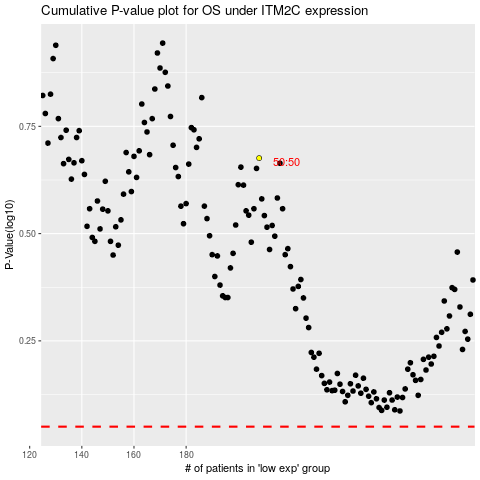 Cumulative P-value plot for OS under ITM2C expression
P-Value(log10)
0.75
0.50
0.25
50:50
120
140
160
180
# of patients in 'low exp' group